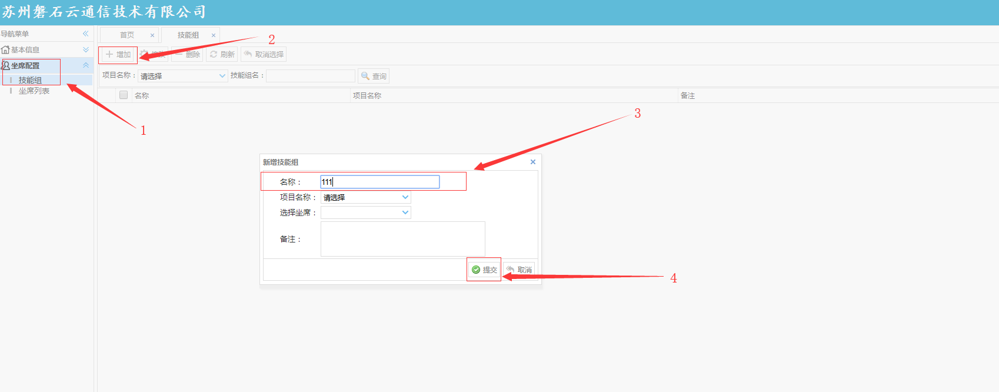 苏州磐石云通信技术有限公司
导航菜单
首页
技能组
2
基本信息
增加
修改
删除
刷新
取消选择
坐席配置
项目名称：
请选择
技能组名：
查询
技能组
坐席列表
名称
项目名称
备注
3
1
新增技能组
名称：
111
项目名称：
请选择
选择坐席：
备注：
提交
取消
4